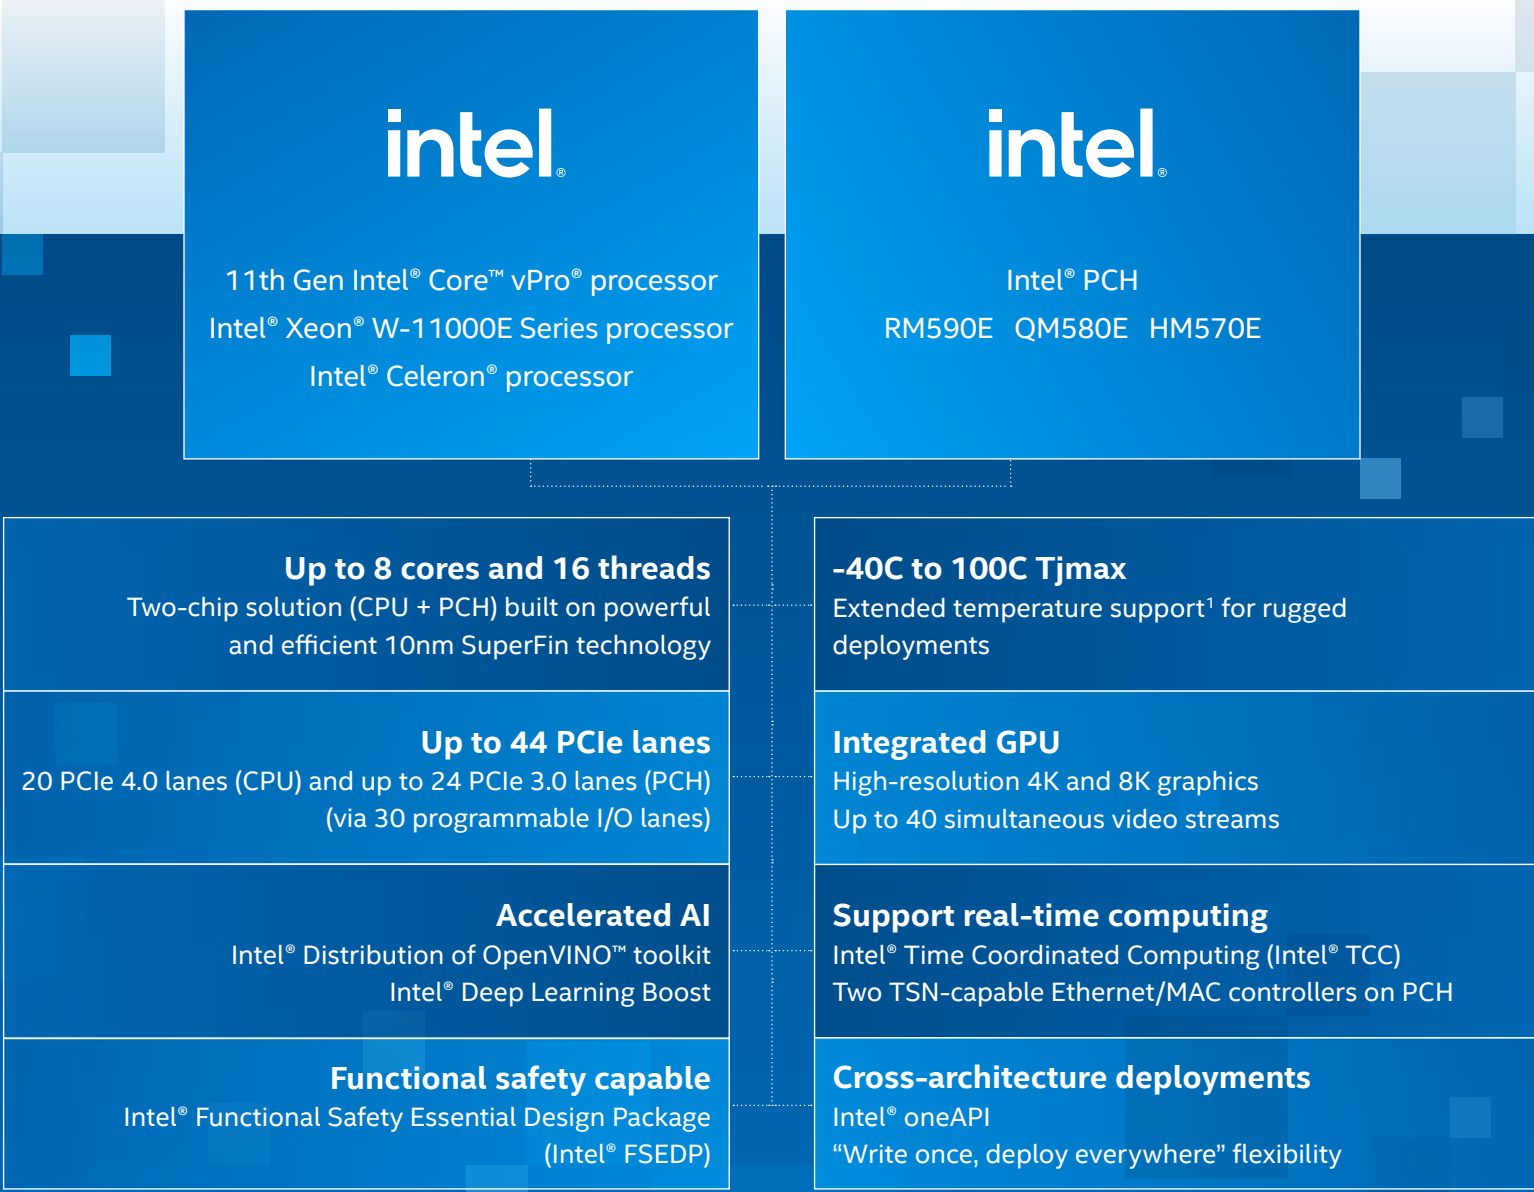 intel®
11th Gen Intel® Core™ vPro® processor
Intel® Xeon® W-11000E Series processor
Intel® Celeron® processor
intel®
Intel® PCH
RM590E QM580E HM570E
Up to 8 cores and 16 threads
Two-chip solution (CPU + PCH) built on powerful
and efficient 10nm SuperFin technology
-40C to 100C Tjmax
Extended temperature support¹ for rugged
deployments
Up to 44 PCIe lanes
20 PCIe 4.0 lanes (CPU) and up to 24 PCIe 3.0 lanes (PCH)
(via 30 programmable I/O lanes)
Integrated GPU
High-resolution 4K and 8K graphics
Up to 40 simultaneous video streams
Accelerated AI
Intel® Distribution of OpenVINO™ toolkit
Intel® Deep Learning Boost
Support real-time computing
Intel® Time Coordinated Computing (Intel® TCC)
Two TSN-capable Ethernet/MAC controllers on PCH
Functional safety capable
Intel® Functional Safety Essential Design Package
(Intel® FSEDP)
Cross-architecture deployments
Intel® oneAPI
“Write once, deploy everywhere” flexibility